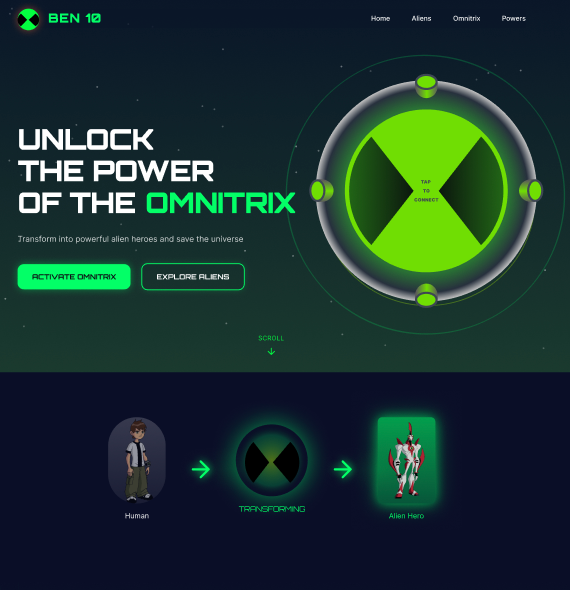 BEN 10
Home Aliens Omnitrix Powers
UNLOCK
THE POWER
OF THE OMNITRIX
TAP
TO
CONNECT
Transform into powerful alien heroes and save the universe
ACTIVATE OMNITRIX
EXPLORE ALIENS
SCROLL
TRANSFORMING
Human
Alien Hero